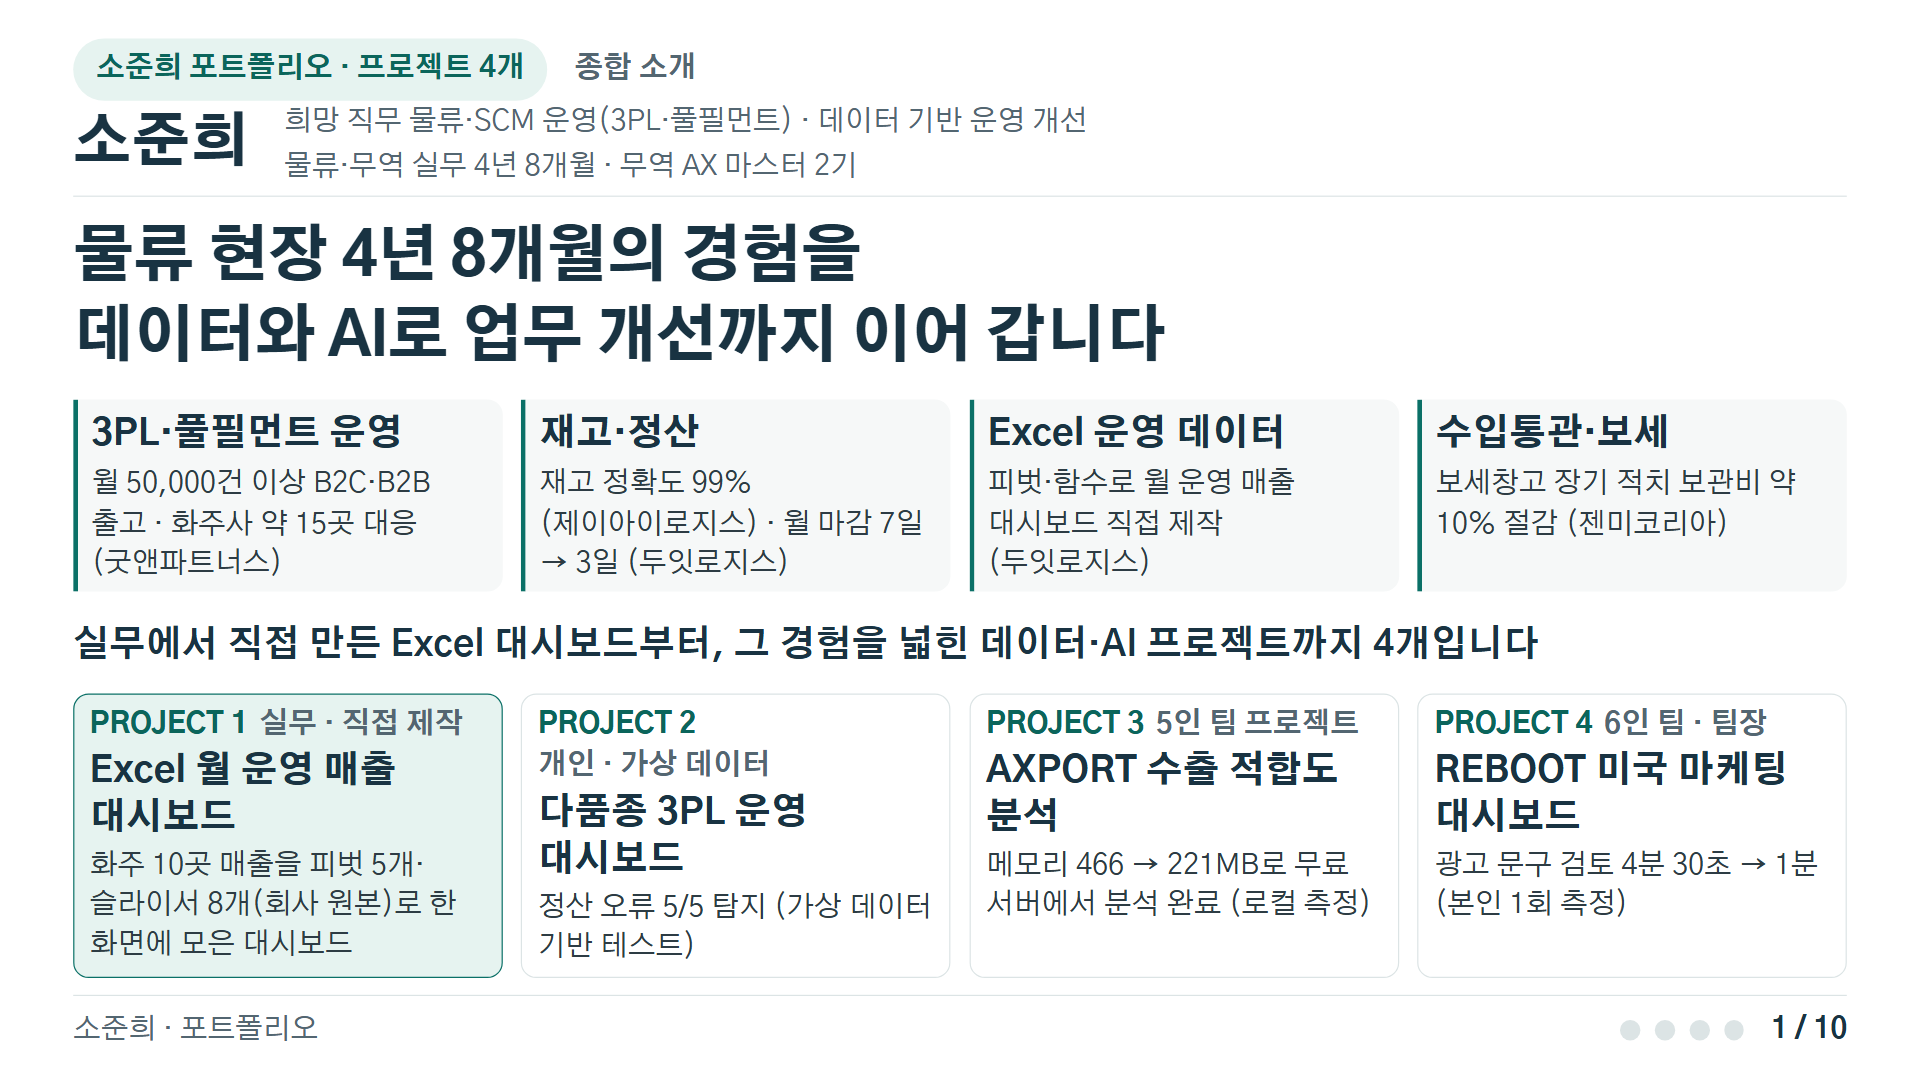 소준희 포트폴리오 · 프로젝트 4개
종합 소개
소준희
희망 직무 물류·SCM 운영(3PL·풀필먼트) · 데이터 기반 운영 개선
물류·무역 실무 4년 8개월 · 무역 AX 마스터 2기
물류 현장 4년 8개월의 경험을
데이터와 AI로 업무 개선까지 이어 갑니다
3PL·풀필먼트 운영
월 50,000건 이상 B2C·B2B
출고 · 화주사 약 15곳 대응
(굿앤파트너스)
재고·정산
재고 정확도 99%
(제이아이로지스) · 월 마감 7일
→ 3일 (두잇로지스)
Excel 운영 데이터
피벗·함수로 월 운영 매출
대시보드 직접 제작
(두잇로지스)
수입통관·보세
보세창고 장기 적치 보관비 약
10% 절감 (젠미코리아)
실무에서 직접 만든 Excel 대시보드부터, 그 경험을 넓힌 데이터·AI 프로젝트까지 4개입니다
PROJECT 1 실무 · 직접 제작
Excel 월 운영 매출
대시보드
화주 10곳 매출을 피벗 5개·
슬라이서 8개(회사 원본)로 한
화면에 모은 대시보드
PROJECT 2
개인 · 가상 데이터
다품종 3PL 운영
대시보드
정산 오류 5/5 탐지 (가상 데이터
기반 테스트)
PROJECT 3 5인 팀 프로젝트
AXPORT 수출 적합도
분석
메모리 466 → 221MB로 무료
서버에서 분석 완료 (로컬 측정)
PROJECT 4 6인 팀 · 팀장
REBOOT 미국 마케팅
대시보드
광고 문구 검토 4분 30초 → 1분
(본인 1회 측정)
소준희 · 포트폴리오
1 / 10